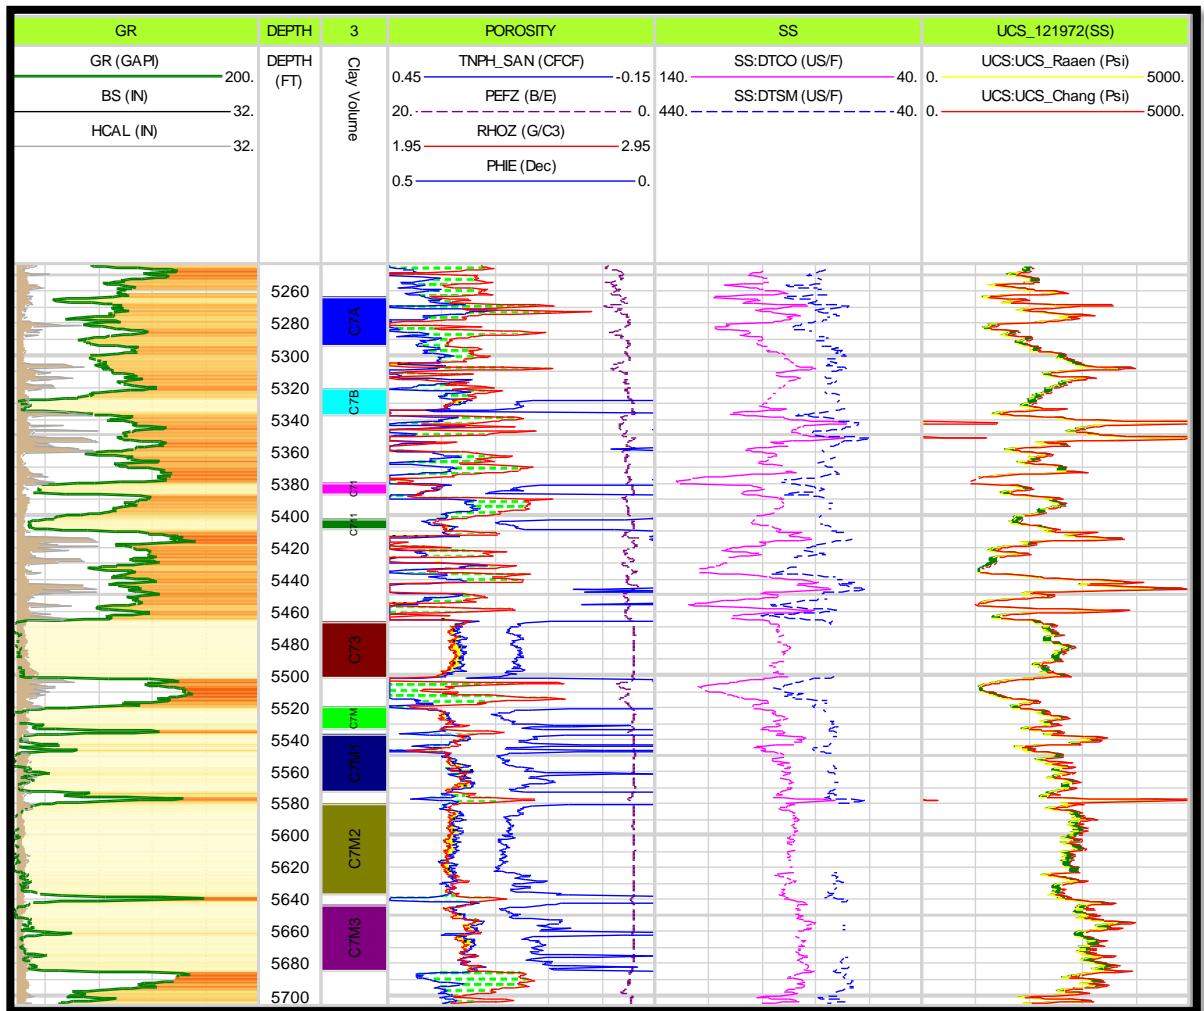 GR DEPTH 3 POROSITY SS UCS_121972(SS)
GR (GAPI)
200.
BS (IN)
32.
HCAL (IN)
32.
DEPTH
(FT)
Clay Volume
TNPH_SAN (CFCF)
0.45 -0.15
PEFZ (B/E)
20. 0.
RHOZ (G/C3)
1.95 2.95
PHIE (Dec)
0.5 0.
SS:DTCO (US/F)
140. 40.
SS:DTSM (US/F)
440. 40.
UCS:UCS_Raaen (Psi)
0. 5000.
UCS:UCS_Chang (Psi)
0. 5000.
5260
5280
5300
5320
5340
5360
5380
5400
5420
5440
5460
5480
5500
5520
5540
5560
5580
5600
5620
5640
5660
5680
5700
C7A
C7B
C71
C711
C73
C7M
C7M1
C7M2
C7M3